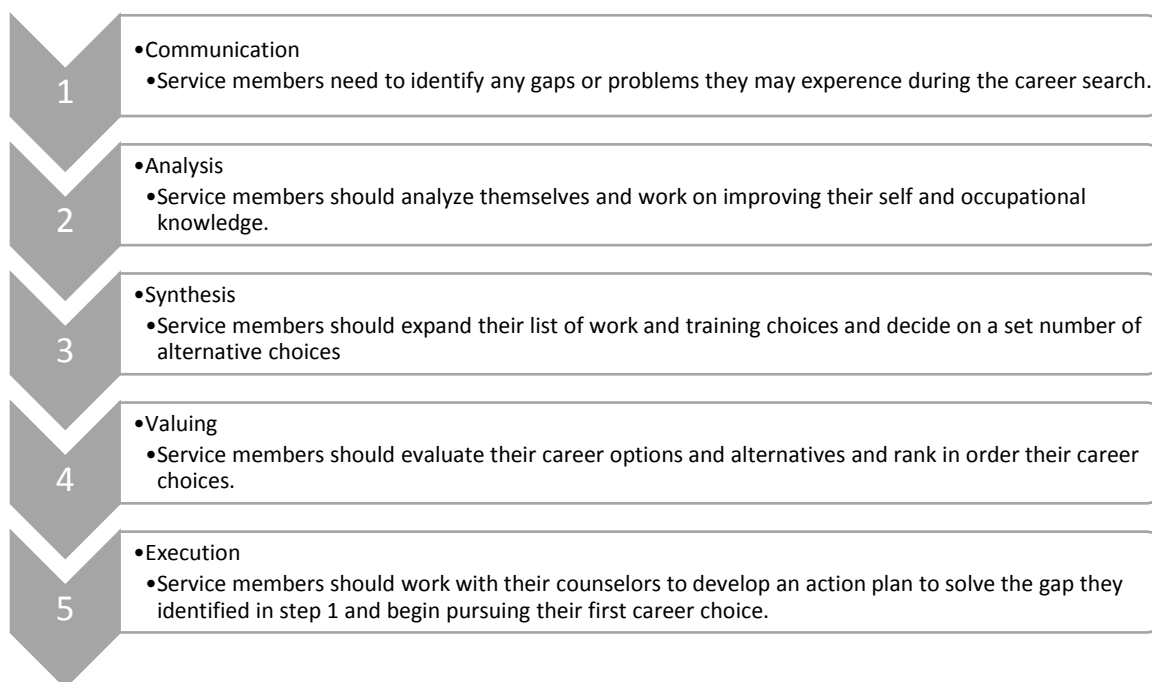 1
•Communication
•Service members need to identify any gaps or problems they may experence during the career search.
2
•Analysis
•Service members should analyze themselves and work on improving their self and occupational
knowledge.
3
•Synthesis
•Service members should expand their list of work and training choices and decide on a set number of
alternative choices
4
•Valuing
•Service members should evaluate their career options and alternatives and rank in order their career
choices.
5
•Execution
•Service members should work with their counselors to develop an action plan to solve the gap they
identified in step 1 and begin pursuing their first career choice.